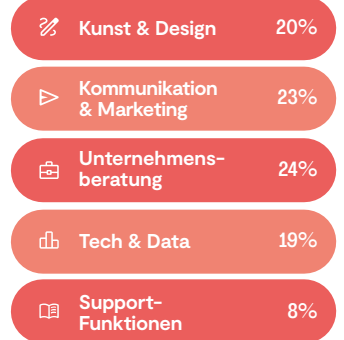 Kunst & Design 20%
Kommunikation
& Marketing 23%
Unternehmens-
beratung 24%
Tech & Data 19%
Support-
Funktionen 8%